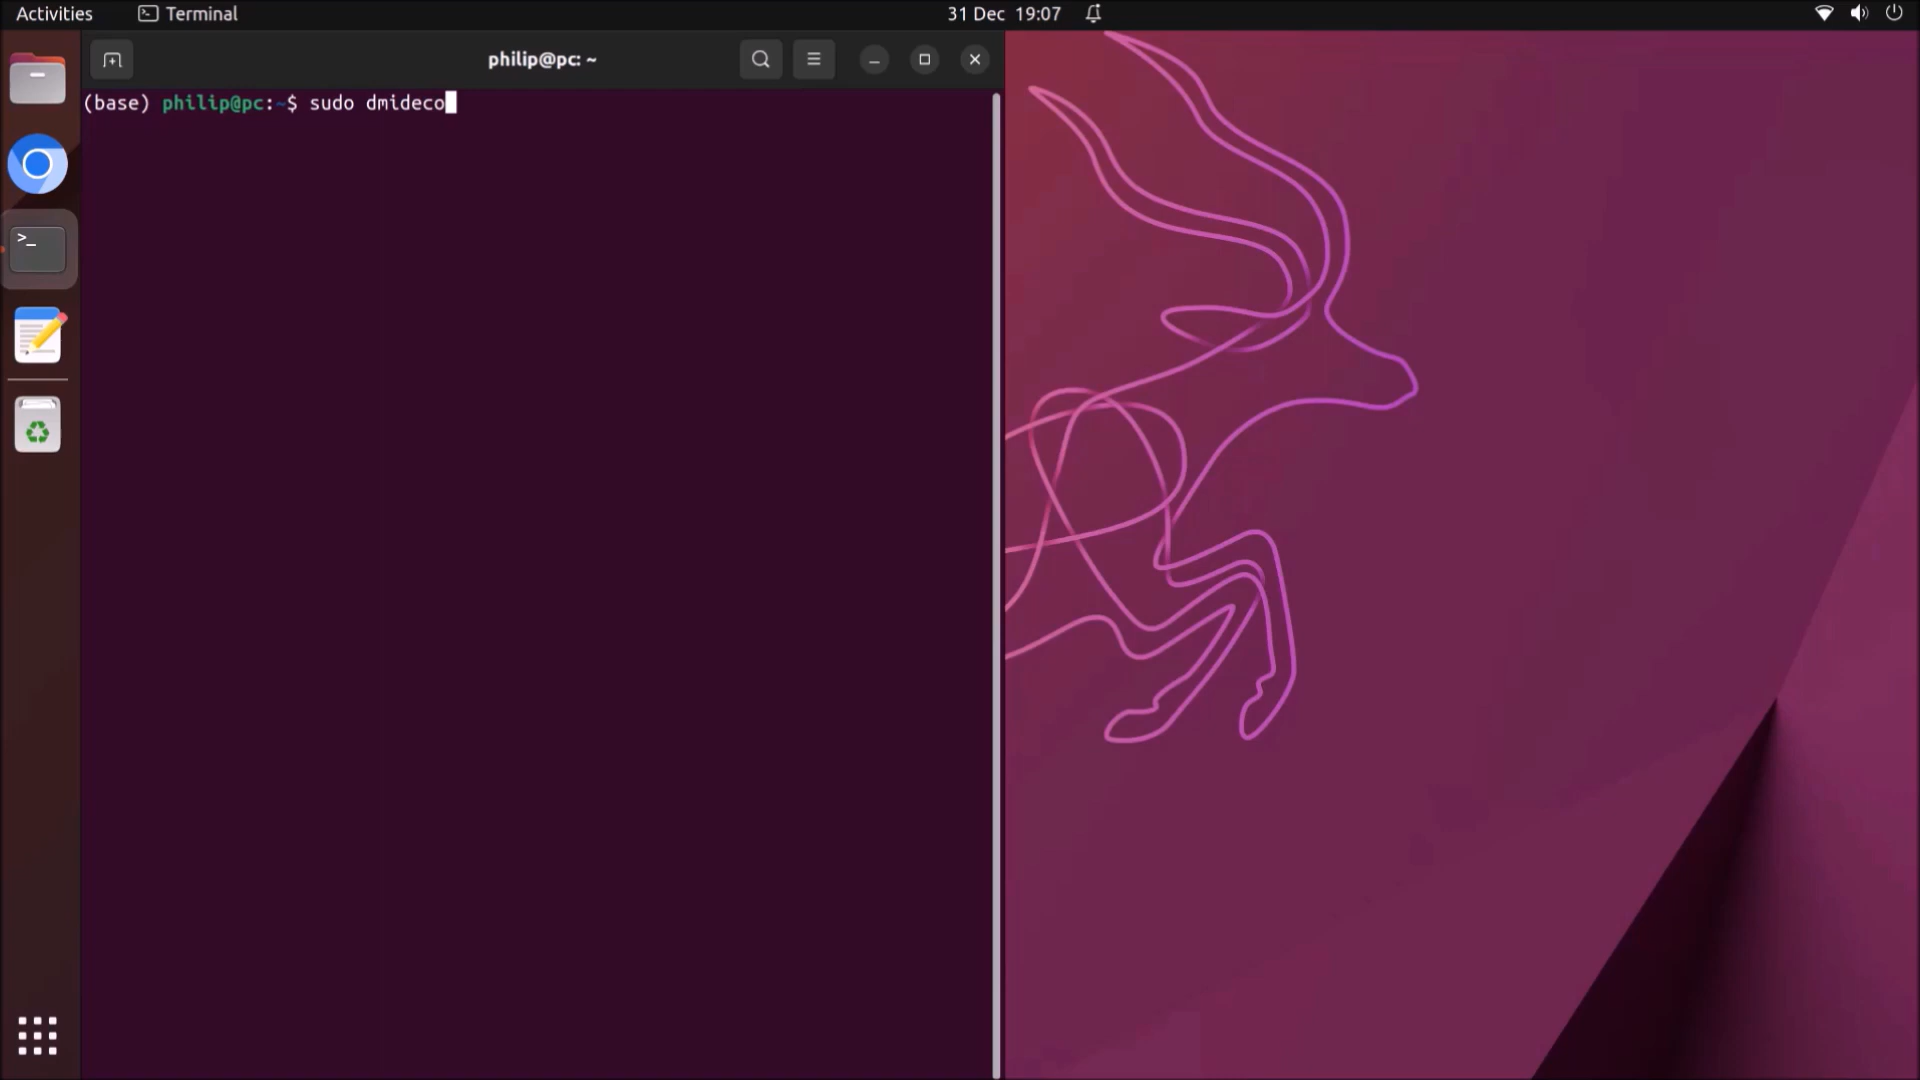 Activities
Terminal
31 Dec 19:07
philip@pc: ~
(base) philip@pc:~$ sudo dmideco
>_